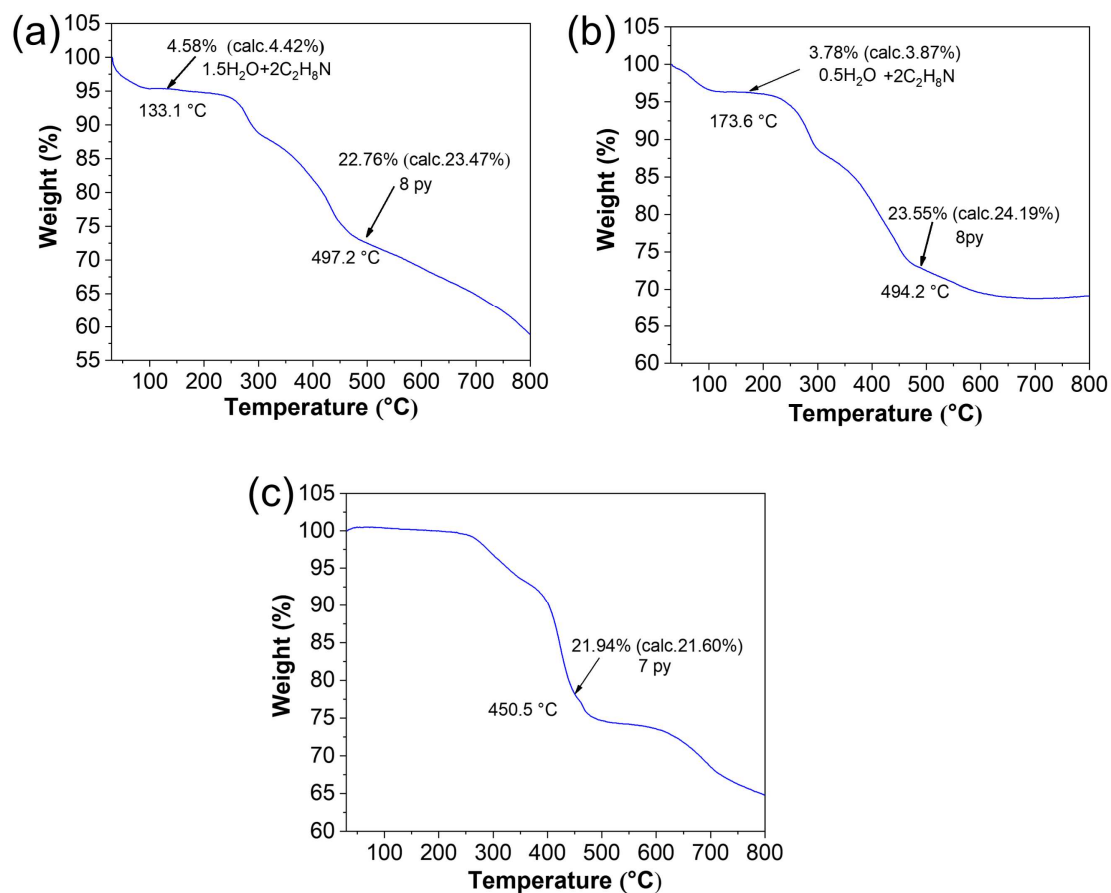 (a)
105
100
95
90
85
80
75
70
65
60
55
Weight (%)
4.58% (calc.4.42%)
1.5H₂O+2C₂H₈N
133.1 °C
22.76% (calc.23.47%)
8 py
497.2 °C
100 200 300 400 500 600 700 800
Temperature (°C)
(b)
105
100
95
90
85
80
75
70
65
60
Weight (%)
3.78% (calc.3.87%)
0.5H₂O +2C₂H₈N
173.6 °C
23.55% (calc.24.19%)
8py
494.2 °C
100 200 300 400 500 600 700 800
Temperature (°C)
(c)
105
100
95
90
85
80
75
70
65
60
Weight (%)
21.94% (calc.21.60%)
7 py
450.5 °C
100 200 300 400 500 600 700 800
Temperature (°C)